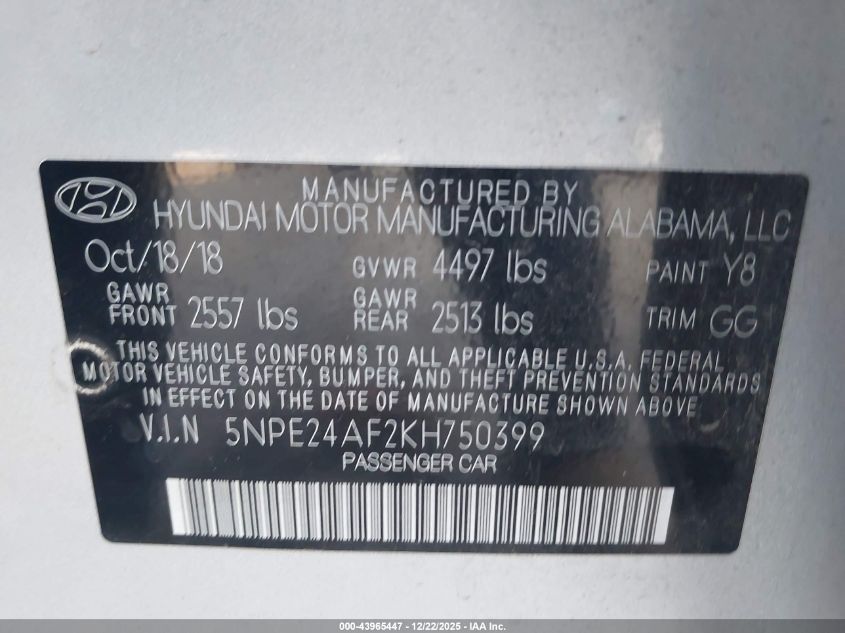 MANUFACTURED BY
HYUNDAI MOTOR MANUFACTURING ALABAMA, LLC
Oct/18/18 GVWR 4497 lbs PAINT Y8
GAWR FRONT 2557 lbs GAWR REAR 2513 lbs TRIM GG
THIS VEHICLE CONFORMS TO ALL APPLICABLE U.S.A. FEDERAL
MOTOR VEHICLE SAFETY, BUMPER, AND THEFT PREVENTION STANDARDS
IN EFFECT ON THE DATE OF MANUFACTURE SHOWN ABOVE
V.I.N 5NPE24AF2KH750399
PASSENGER CAR
000-43965447 - 12/22/2025 - IAA Inc.